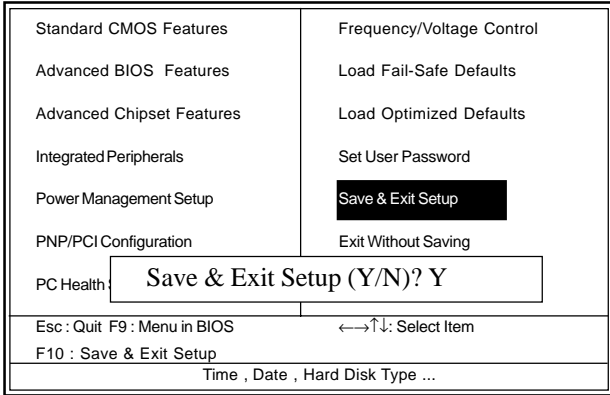 Standard CMOS Features
Advanced BIOS Features
Advanced Chipset Features
Integrated Peripherals
Power Management Setup
PNP/PCI Configuration
PC Health
Frequency/Voltage Control
Load Fail-Safe Defaults
Load Optimized Defaults
Set User Password
Save & Exit Setup
Exit Without Saving
Save & Exit Setup (Y/N)? Y
Esc : Quit F9 : Menu in BIOS
←→↑↓: Select Item
F10 : Save & Exit Setup
Time , Date , Hard Disk Type ...